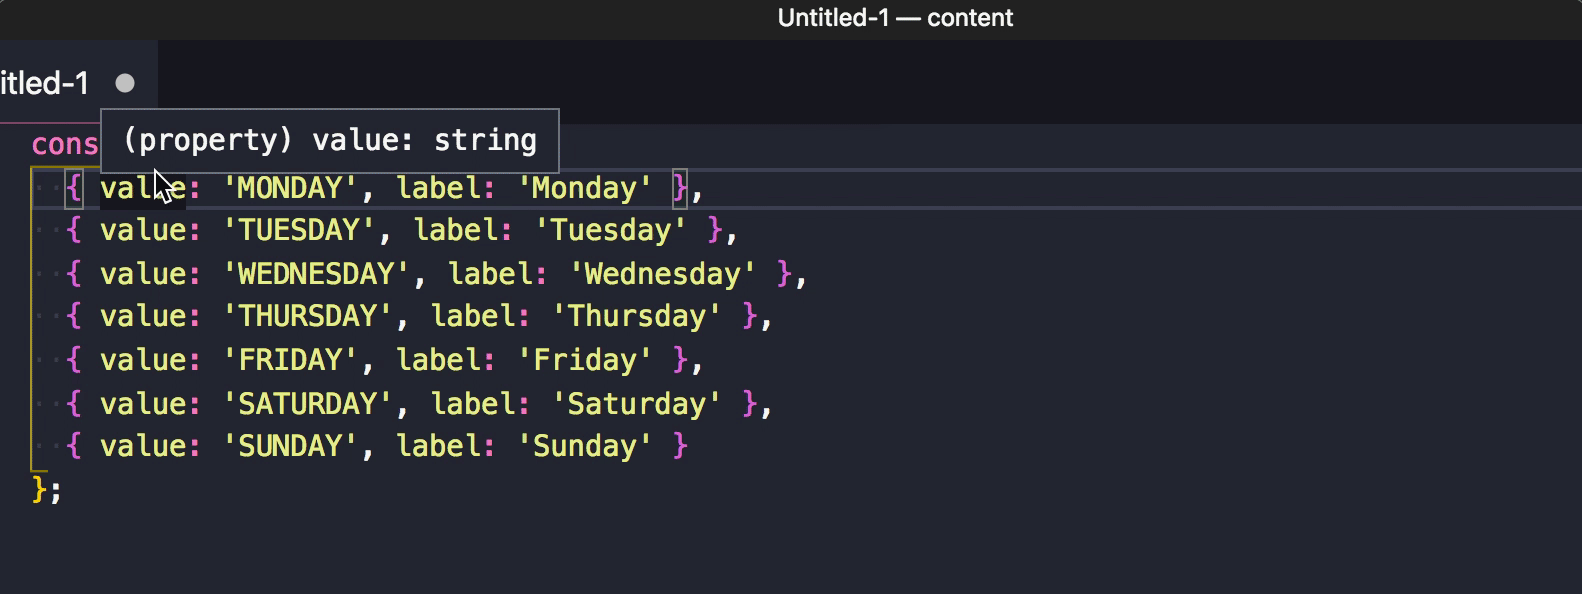 Untitled-1 — content
itled-1
(property) value: string
cons
{ value: 'MONDAY', label: 'Monday' },
{ value: 'TUESDAY', label: 'Tuesday' },
{ value: 'WEDNESDAY', label: 'Wednesday' },
{ value: 'THURSDAY', label: 'Thursday' },
{ value: 'FRIDAY', label: 'Friday' },
{ value: 'SATURDAY', label: 'Saturday' },
{ value: 'SUNDAY', label: 'Sunday' }
};